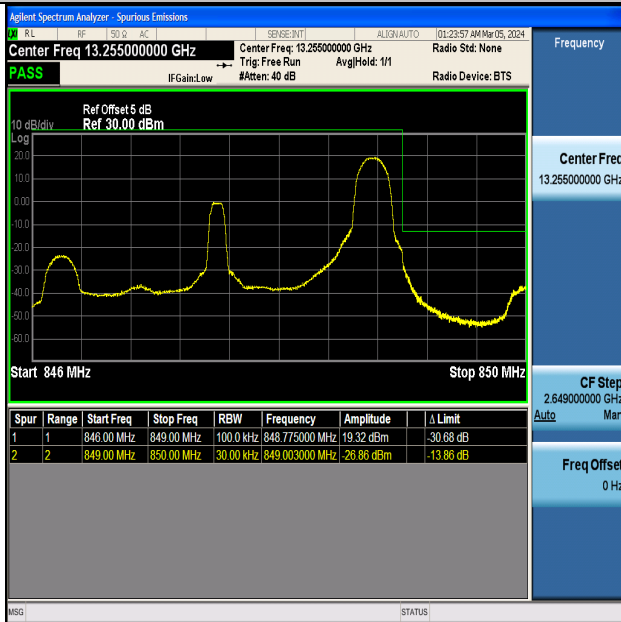 Agilent Spectrum Analyzer - Spurious Emissions
LXI RL RF 50 Ω AC SENSE:INT ALIGN AUTO 01:23:57 AM Mar 05, 2024
Center Freq 13.255000000 GHz
Center Freq: 13.255000000 GHz
Radio Std: None
Trig: Free Run Avg|Hold: 1/1
PASS
IFGain:Low
#Atten: 40 dB
Radio Device: BTS
Ref Offset 5 dB
10 dB/div Ref 30.00 dBm
Log
20.0
10.0
0.00
-10.0
-20.0
-30.0
-40.0
-50.0
-60.0
Start 846 MHz Stop 850 MHz
Spur Range Start Freq Stop Freq RBW Frequency Amplitude Δ Limit
1 1 846.00 MHz 849.00 MHz 100.0 kHz 848.775000 MHz 19.32 dBm -30.68 dB
2 2 849.00 MHz 850.00 MHz 30.00 kHz 849.003000 MHz -26.86 dBm -13.86 dB
Frequency
Center Freq
13.255000000 GHz
CF Step
2.649000000 GHz
Auto Man
Freq Offset
0 Hz
MSG STATUS